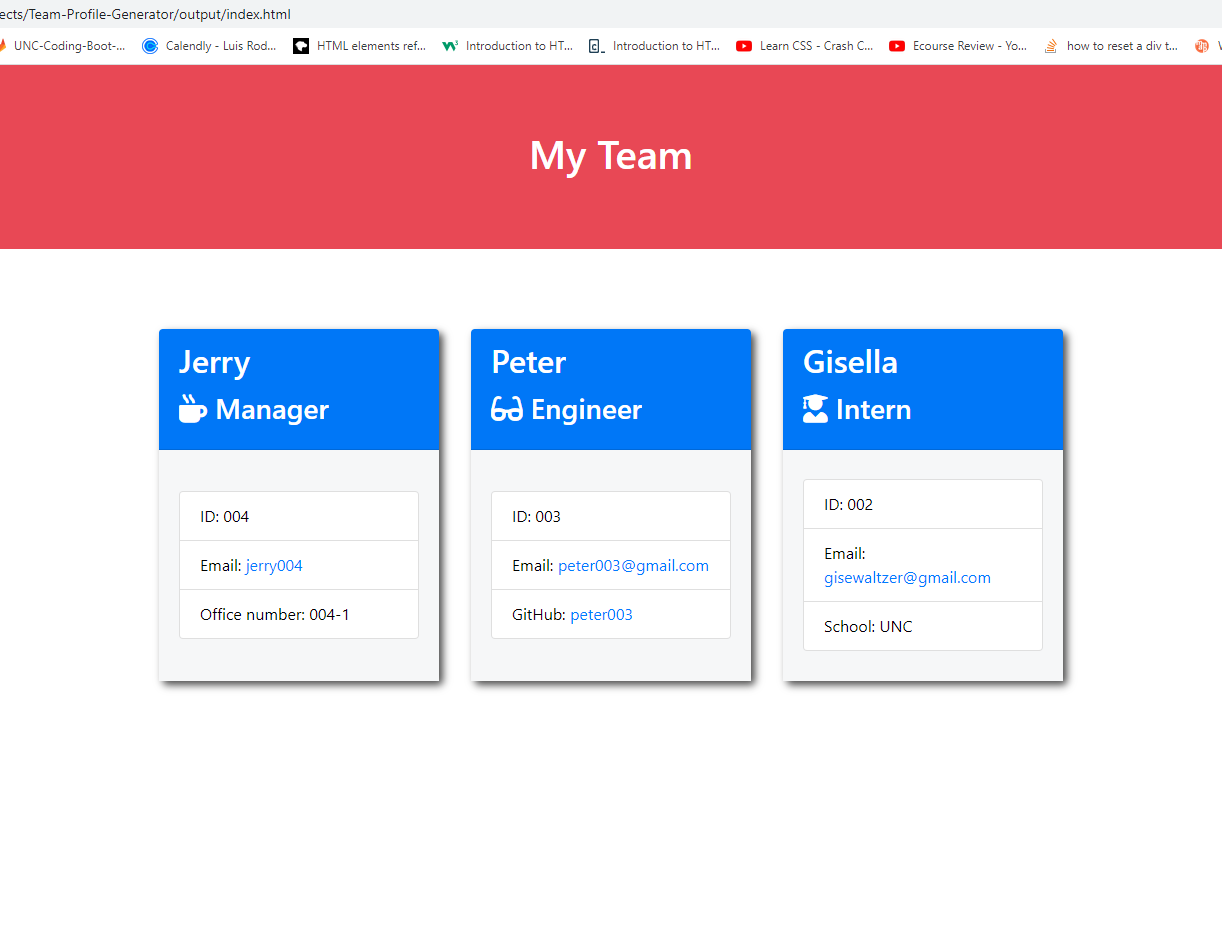 ects/Team-Profile-Generator/output/index.html
UNC-Coding-Boot-... Calendly - Luis Rod... HTML elements ref... Introduction to HT... Introduction to HT... Learn CSS - Crash C... Ecourse Review - Yo... how to reset a div t...
My Team
Jerry
Manager
ID: 004
Email: jerry004
Office number: 004-1
Peter
Engineer
ID: 003
Email: peter003@gmail.com
GitHub: peter003
Gisella
Intern
ID: 002
Email:
gisewaltzer@gmail.com
School: UNC